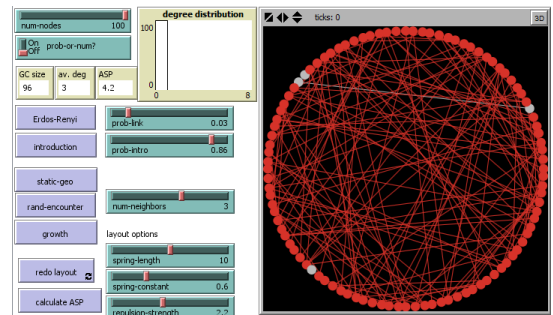 num-nodes 100
On
Off prob-or-num?
GC size av. deg ASP
96 3 4.2
degree distribution
100
0
0 8
Erdos-Renyi
prob-link 0.03
introduction
prob-intro 0.86
static-geo
rand-encounter
num-neighbors 3
growth
layout options
spring-length 10
redo layout
spring-constant 0.6
calculate ASP
repulsion-strength 2.2
ticks: 0
3D